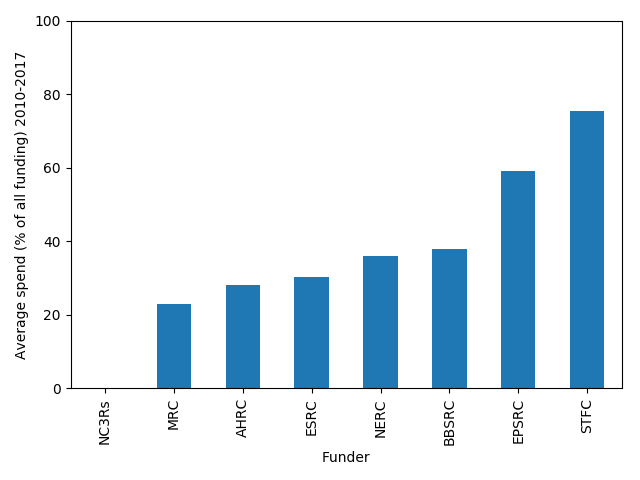 Average spend (% of all funding) 2010-2017
100
80
60
40
20
0
NC3Rs
MRC
AHRC
ESRC
NERC
BBSRC
EPSRC
STFC
Funder